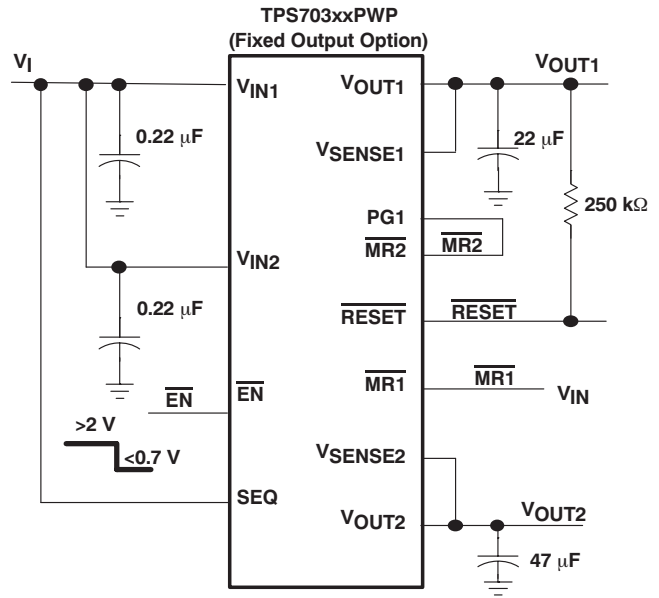 TPS703xxPWP
(Fixed Output Option)
VI
VIN1
VOUT1
VOUT1
0.22 μF
VSENSE1
22 μF
250 kΩ
PG1
MR2
MR2
VIN2
0.22 μF
RESET
RESET
EN
EN
MR1
MR1
VIN
>2 V
<0.7 V
VSENSE2
SEQ
VOUT2
VOUT2
47 μF